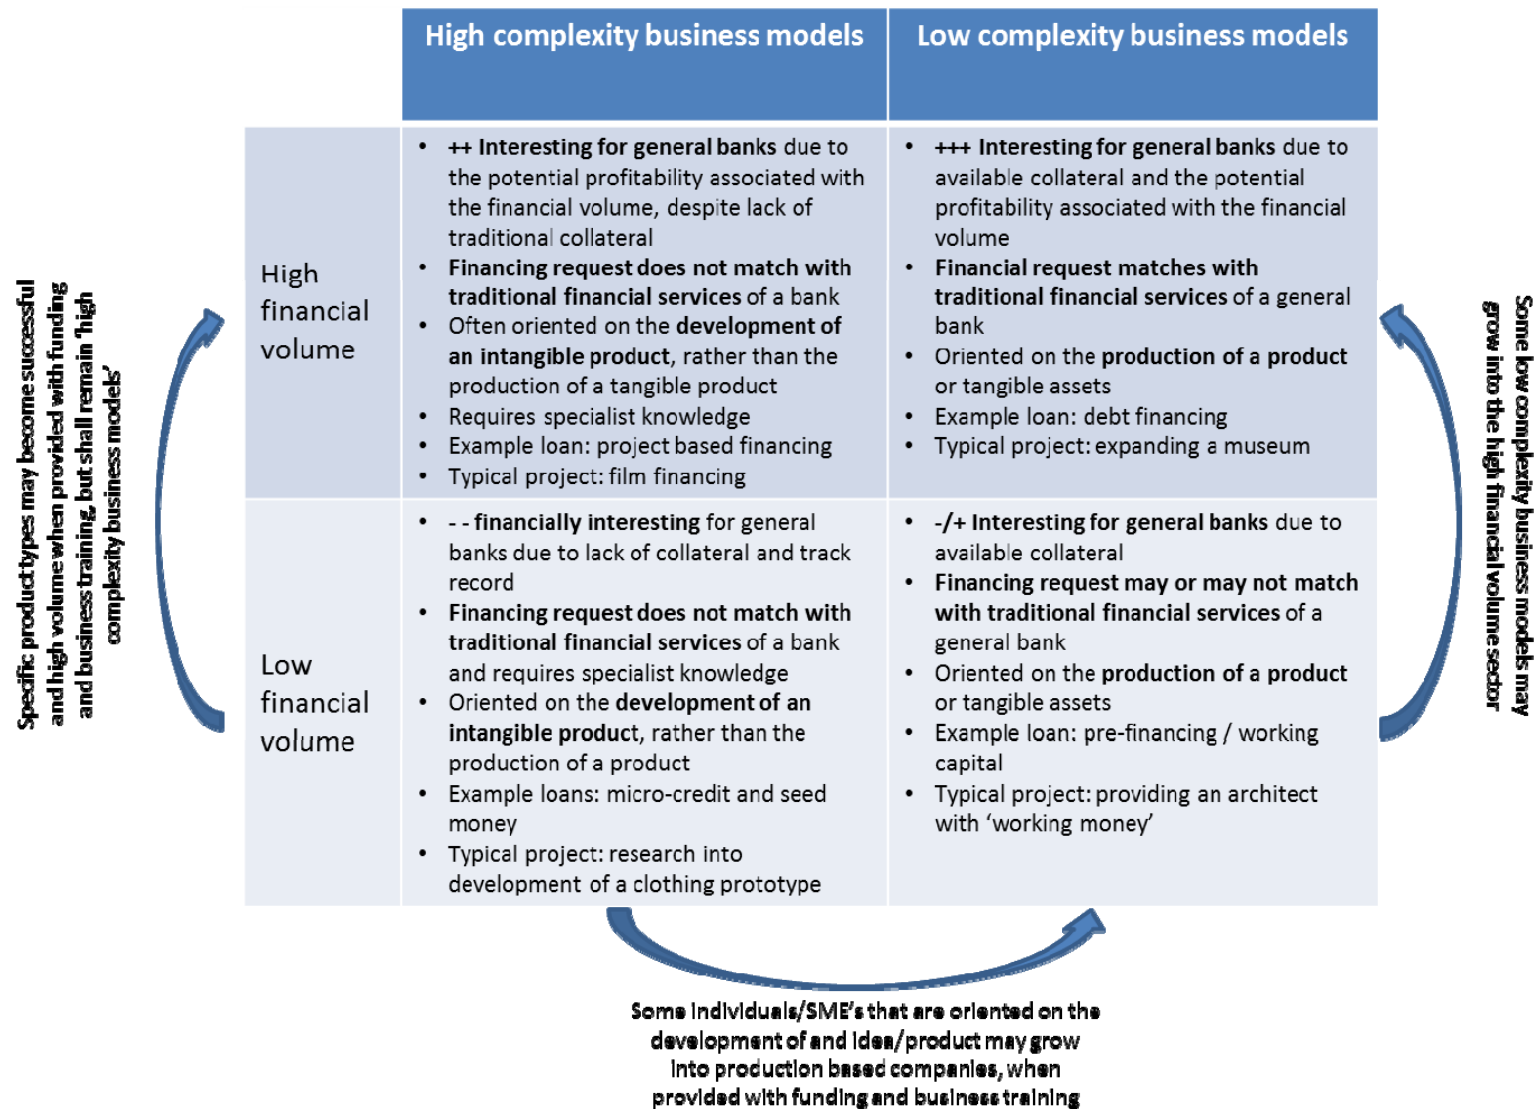 High complexity business models
Low complexity business models
High
financial
volume
• ++ Interesting for general banks due to
the potential profitability associated with
the financial volume, despite lack of
traditional collateral
• Financing request does not match with
traditional financial services of a bank
• Often oriented on the development of
an intangible product, rather than the
production of a tangible product
• Requires specialist knowledge
• Example loan: project based financing
• Typical project: film financing
• +++ Interesting for general banks due to
available collateral and the potential
profitability associated with the financial
volume
• Financial request matches with
traditional financial services of a general
bank
• Oriented on the production of a product
or tangible assets
• Example loan: debt financing
• Typical project: expanding a museum
Low
financial
volume
• - - financially interesting for general
banks due to lack of collateral and track
record
• Financing request does not match with
traditional financial services of a bank
and requires specialist knowledge
• Oriented on the development of an
intangible product, rather than the
production of a product
• Example loans: micro-credit and seed
money
• Typical project: research into
development of a clothing prototype
• -/+ Interesting for general banks due to
available collateral
• Financing request may or may not match
with traditional financial services of a
general bank
• Oriented on the production of a product
or tangible assets
• Example loan: pre-financing / working
capital
• Typical project: providing an architect
with ‘working money’
Specific product types may become successful
and high volume when provided with funding
and business training, but shall remain ‘high
complexity business models’
Some low complexity business models may
grow into the high financial volume sector
Some individuals/SME’s that are oriented on the
development of and idea/product may grow
into production based companies, when
provided with funding and business training